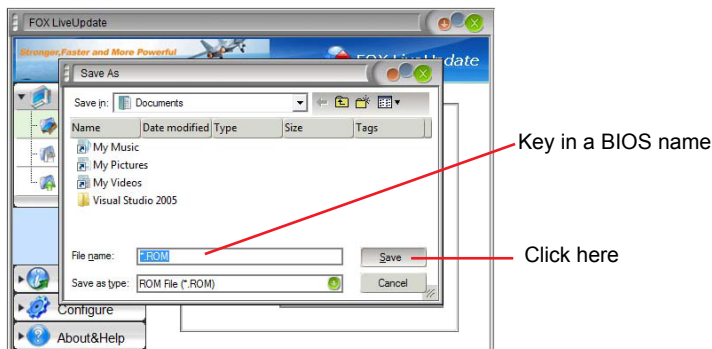 FOX LiveUpdate
Stronger,Faster and More Powerful
FOX LiveUpdate
Save As
Save in: Documents
Name Date modified Type Size Tags
My Music
My Pictures
My Videos
Visual Studio 2005
Key in a BIOS name
File name: *.ROM Save
Click here
Save as type: ROM File (*.ROM) Cancel
Configure
About&Help